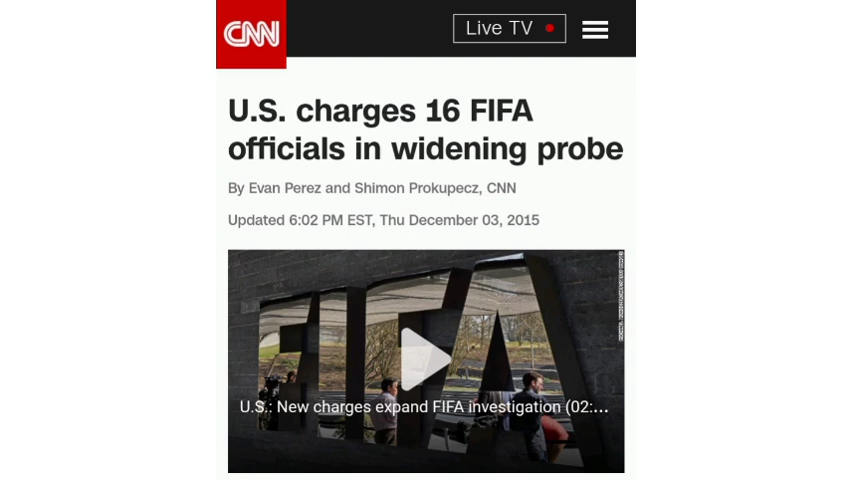 CNN
Live TV
U.S. charges 16 FIFA
officials in widening probe
By Evan Perez and Shimon Prokupecz, CNN
Updated 6:02 PM EST, Thu December 03, 2015
FIFA
U.S.: New charges expand FIFA investigation (02:...